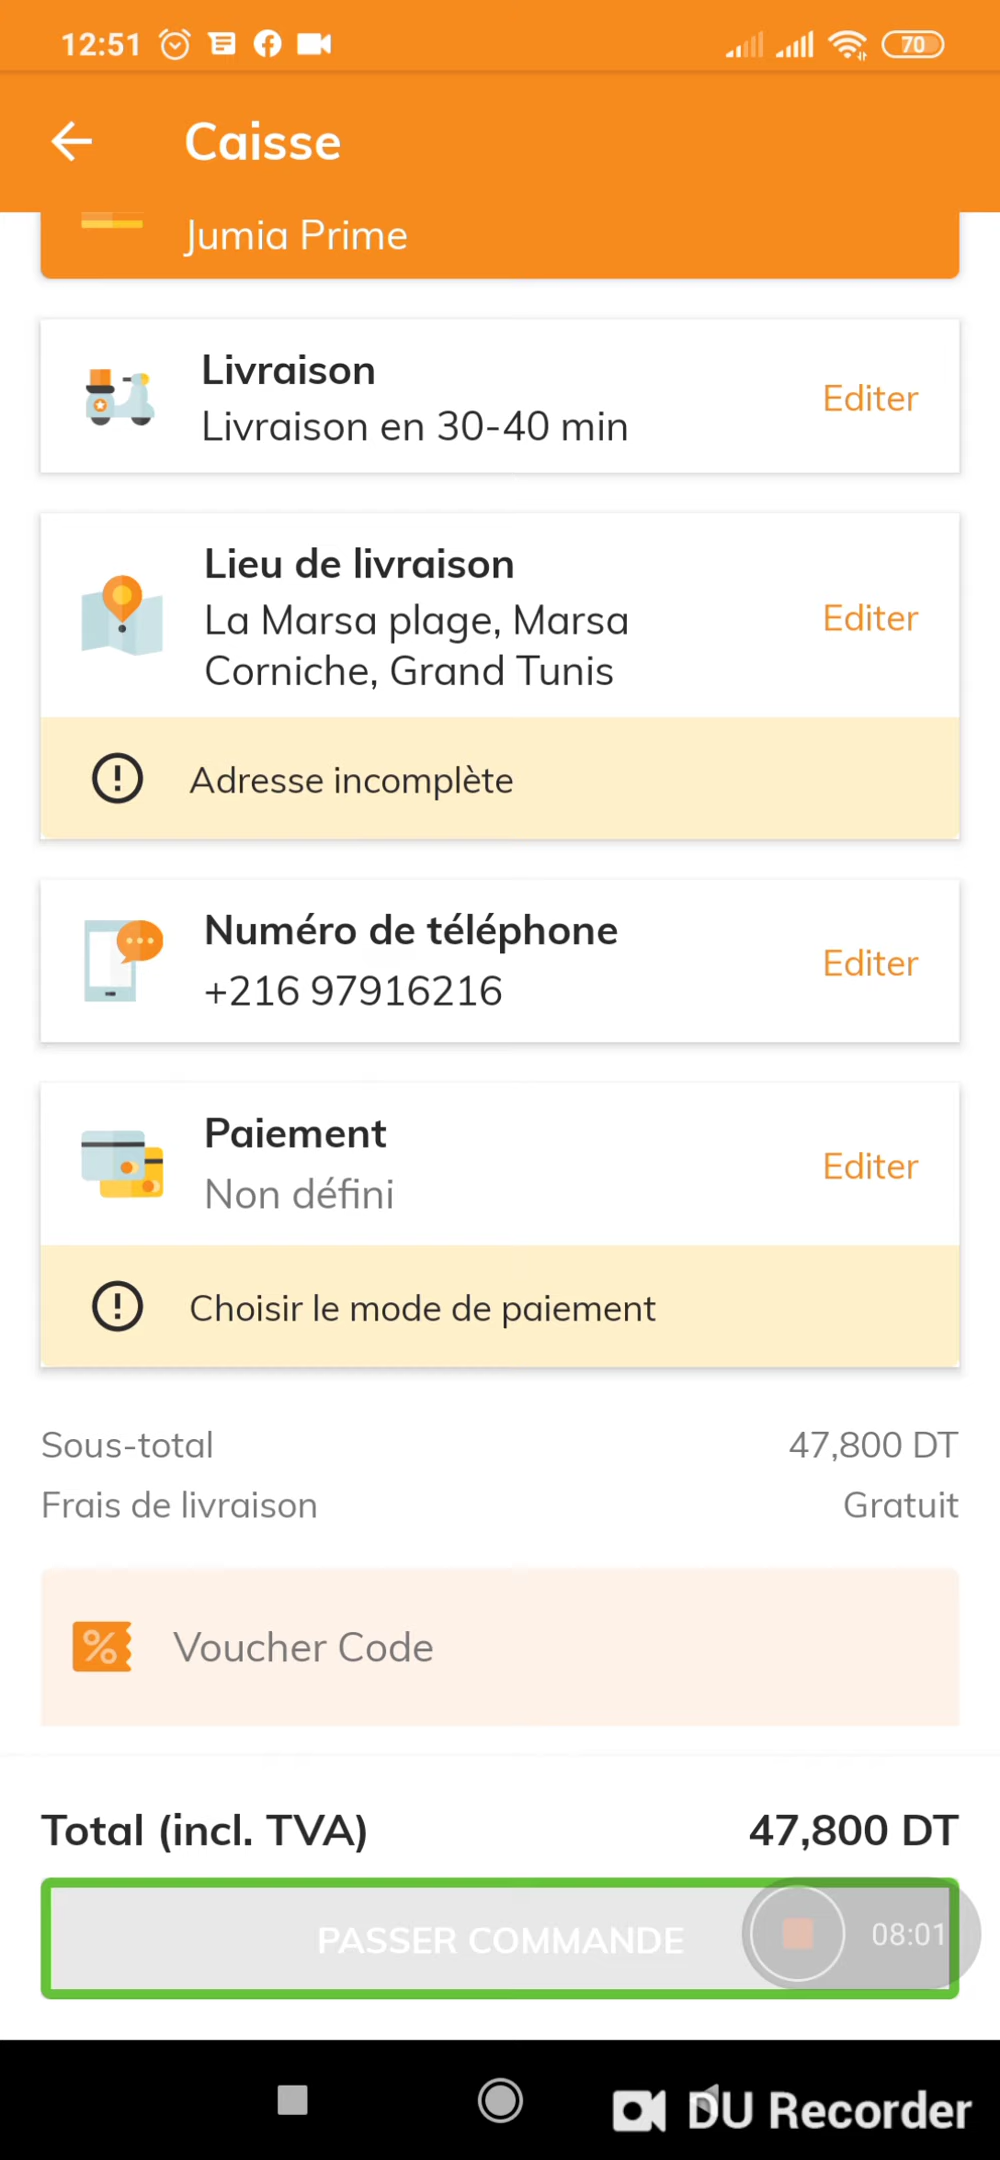 12:51
70
Caisse
Jumia Prime
Livraison
Livraison en 30-40 min
Editer
Lieu de livraison
La Marsa plage, Marsa
Corniche, Grand Tunis
Editer
Adresse incomplète
Numéro de téléphone
+216 97916216
Editer
Paiement
Non défini
Editer
Choisir le mode de paiement
Sous-total 47,800 DT
Frais de livraison Gratuit
% Voucher Code
Total (incl. TVA) 47,800 DT
PASSER COMMANDE
08:01
DU Recorder